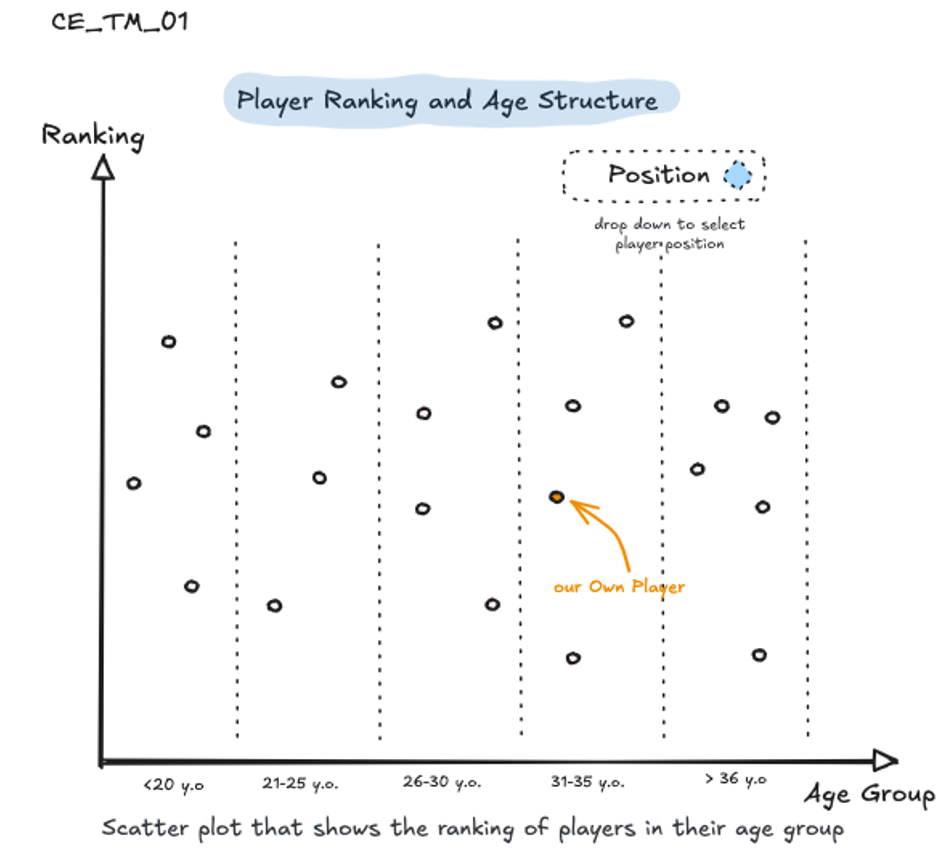 CE_TM_01
Player Ranking and Age Structure
Ranking
Position
drop down to select
player position
our Own Player
<20 y.o
21-25 y.o.
26-30 y.o.
31-35 y.o.
> 36 y.o
Age Group
Scatter plot that shows the ranking of players in their age group